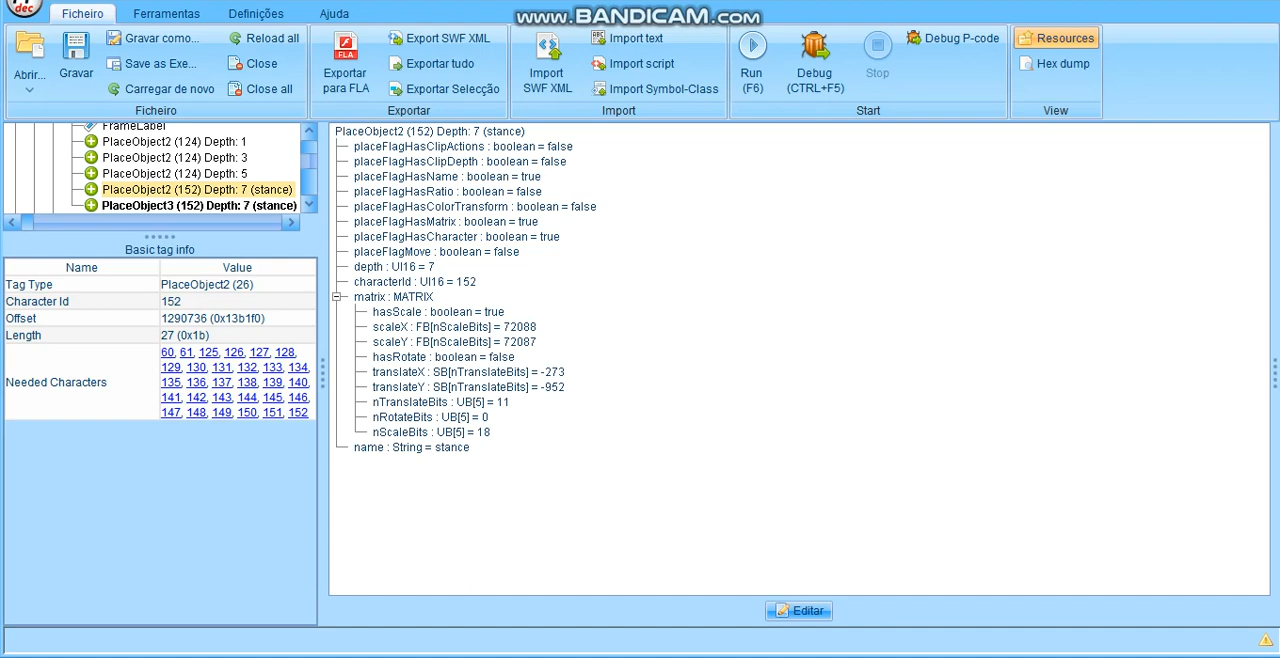 dec
Ficheiro Ferramentas Definições Ajuda
www.BANDICAM.com
Abrir...
Gravar
Gravar como...
Save as Exe...
Carregar de novo
Reload all
Close
Close all
Ficheiro
FLA
Exportar para FLA
Export SWF XML
Exportar tudo
Exportar Selecção
Exportar
Import SWF XML
Import text
Import script
Import Symbol-Class
Import
Run (F6)
Debug (CTRL+F5)
Stop
Debug P-code
Start
Resources
Hex dump
View
FrameLabel
PlaceObject2 (124) Depth: 1
PlaceObject2 (124) Depth: 3
PlaceObject2 (124) Depth: 5
PlaceObject2 (152) Depth: 7 (stance)
PlaceObject3 (152) Depth: 7 (stance)
Basic tag info
Name Value
Tag Type PlaceObject2 (26)
Character Id 152
Offset 1290736 (0x13b1f0)
Length 27 (0x1b)
Needed Characters
60, 61, 125, 126, 127, 128,
129, 130, 131, 132, 133, 134,
135, 136, 137, 138, 139, 140,
141, 142, 143, 144, 145, 146,
147, 148, 149, 150, 151, 152
PlaceObject2 (152) Depth: 7 (stance)
placeFlagHasClipActions : boolean = false
placeFlagHasClipDepth : boolean = false
placeFlagHasName : boolean = true
placeFlagHasRatio : boolean = false
placeFlagHasColorTransform : boolean = false
placeFlagHasMatrix : boolean = true
placeFlagHasCharacter : boolean = true
placeFlagMove : boolean = false
depth : UI16 = 7
characterId : UI16 = 152
matrix : MATRIX
hasScale : boolean = true
scaleX : FB[nScaleBits] = 72088
scaleY : FB[nScaleBits] = 72087
hasRotate : boolean = false
translateX : SB[nTranslateBits] = -273
translateY : SB[nTranslateBits] = -952
nTranslateBits : UB[5] = 11
nRotateBits : UB[5] = 0
nScaleBits : UB[5] = 18
name : String = stance
Editar